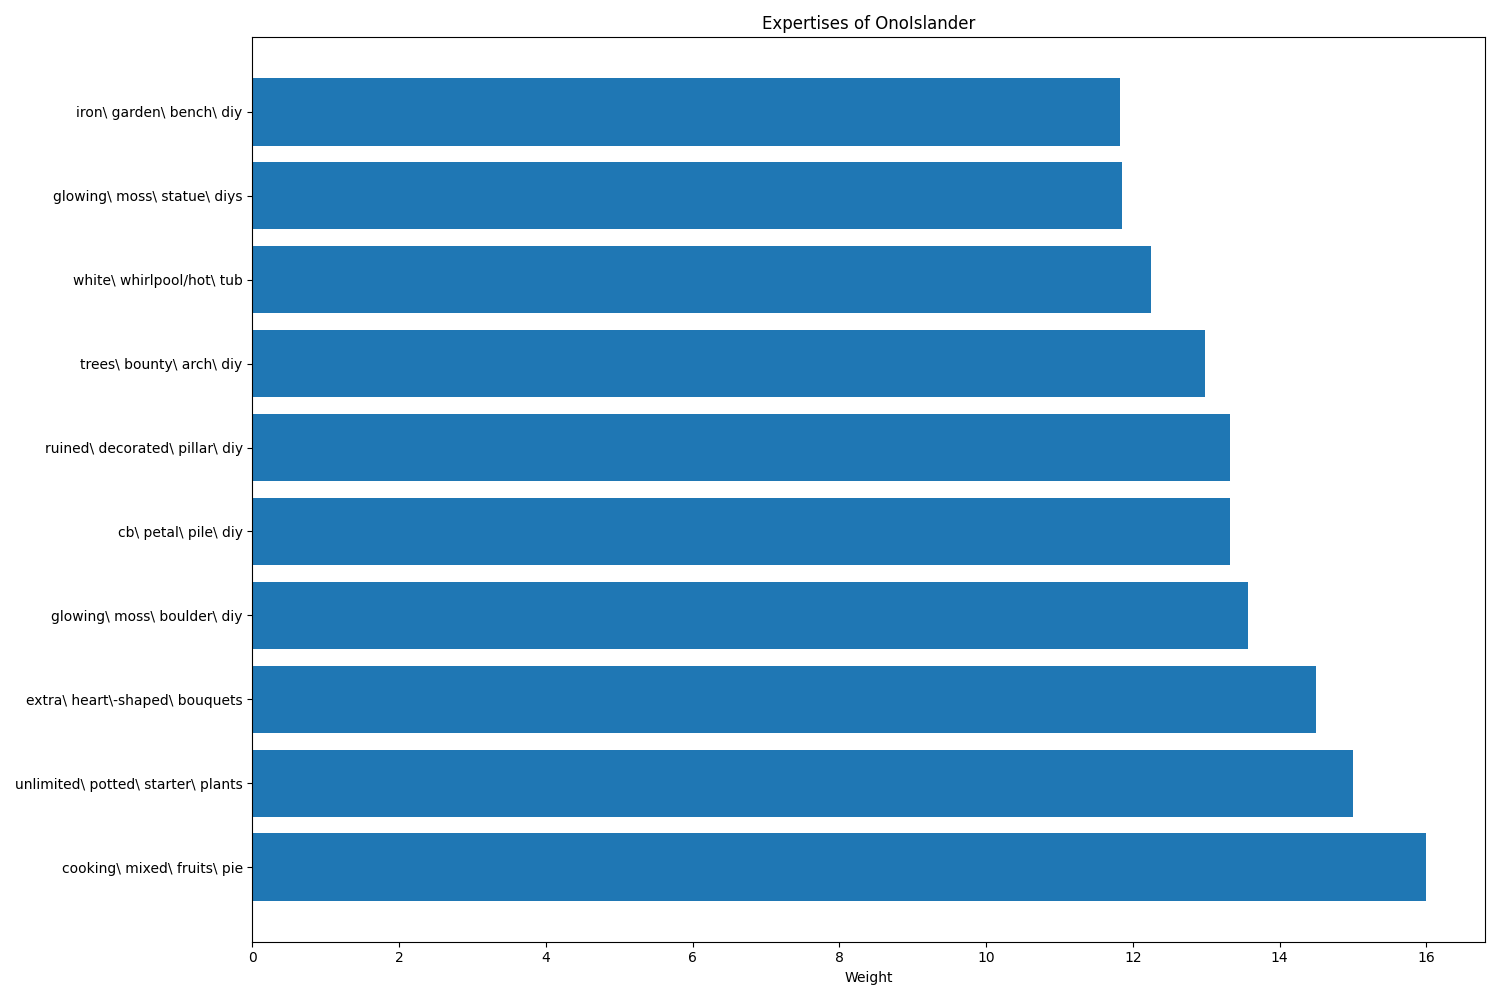 Expertises of OnoIslander
iron\ garden\ bench\ diy
glowing\ moss\ statue\ diys
white\ whirlpool/hot\ tub
trees\ bounty\ arch\ diy
ruined\ decorated\ pillar\ diy
cb\ petal\ pile\ diy
glowing\ moss\ boulder\ diy
extra\ heart\-shaped\ bouquets
unlimited\ potted\ starter\ plants
cooking\ mixed\ fruits\ pie
0 2 4 6 8 10 12 14 16
Weight